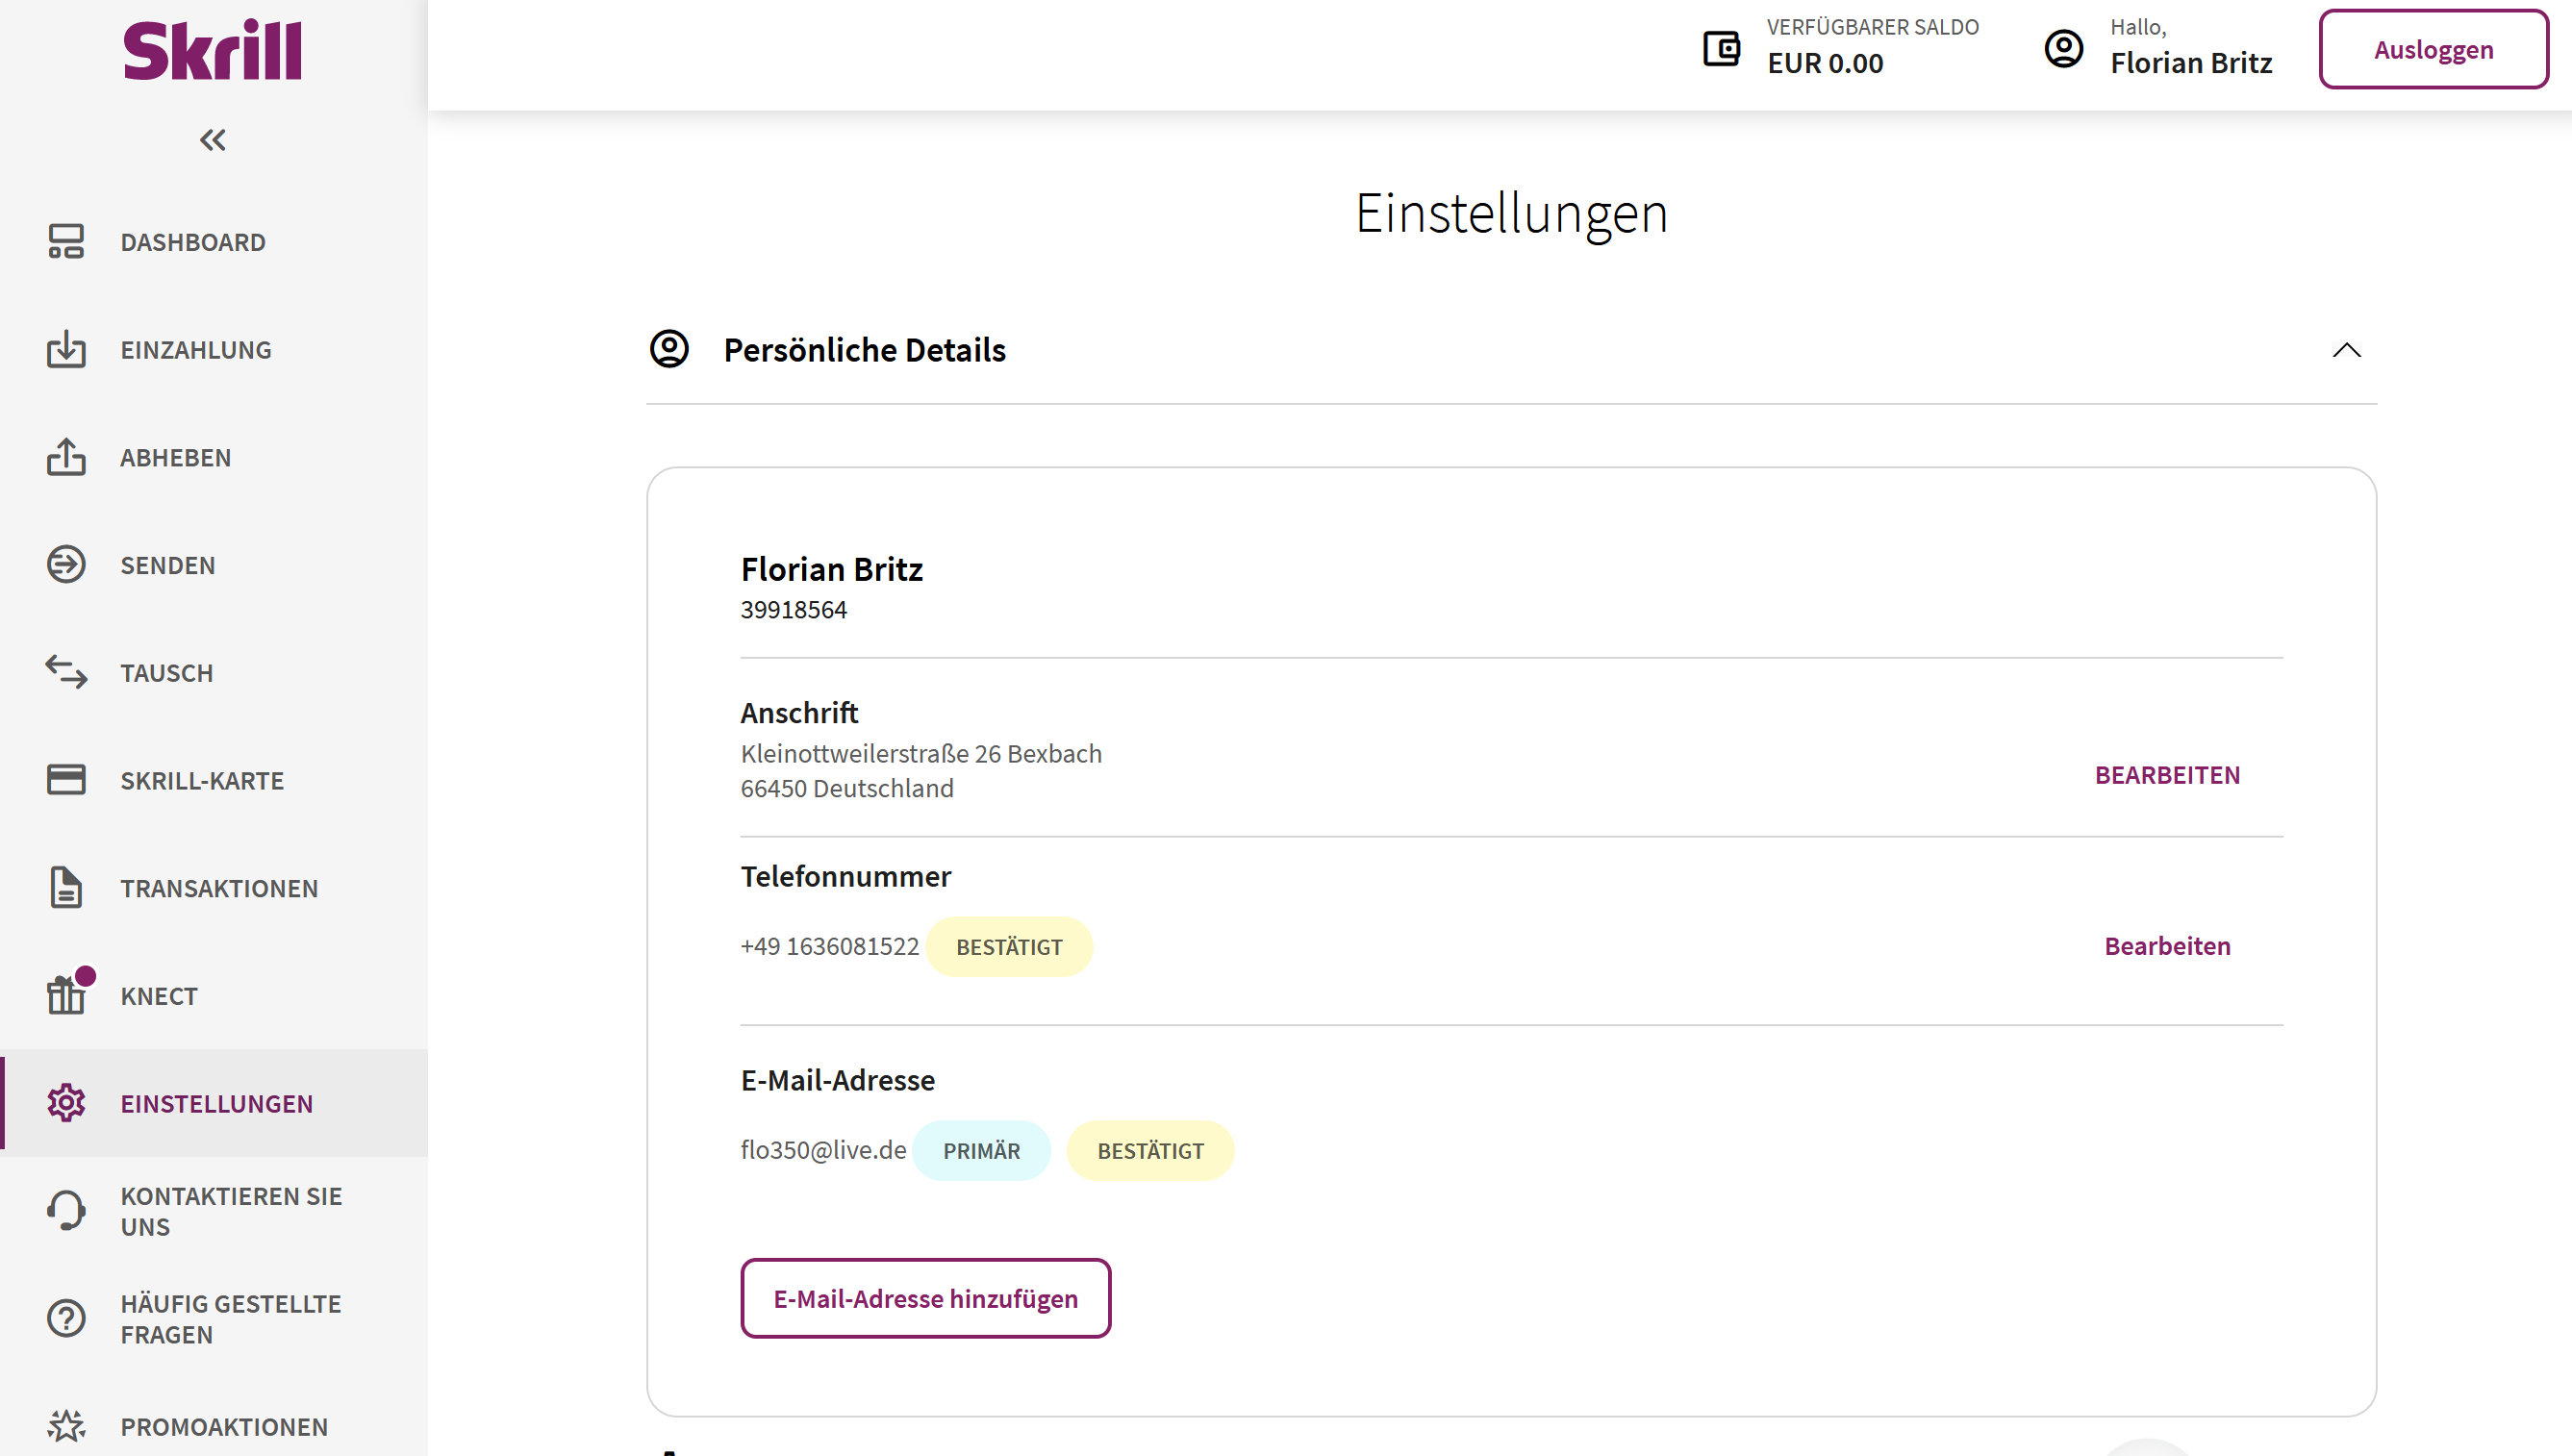 Skrill
VERFÜGBARER SALDO
EUR 0.00
Hallo,
Florian Britz
Ausloggen
DASHBOARD
EINZAHLUNG
ABHEBEN
SENDEN
TAUSCH
SKRILL-KARTE
TRANSAKTIONEN
KNECT
EINSTELLUNGEN
KONTAKTIEREN SIE
UNS
HÄUFIG GESTELLTE
FRAGEN
PROMOAKTIONEN
Einstellungen
Persönliche Details
Florian Britz
39918564
Anschrift
Kleinottweilerstraße 26 Bexbach
66450 Deutschland
BEARBEITEN
Telefonnummer
+49 1636081522 BESTÄTIGT
Bearbeiten
E-Mail-Adresse
flo350@live.de PRIMÄR BESTÄTIGT
E-Mail-Adresse hinzufügen